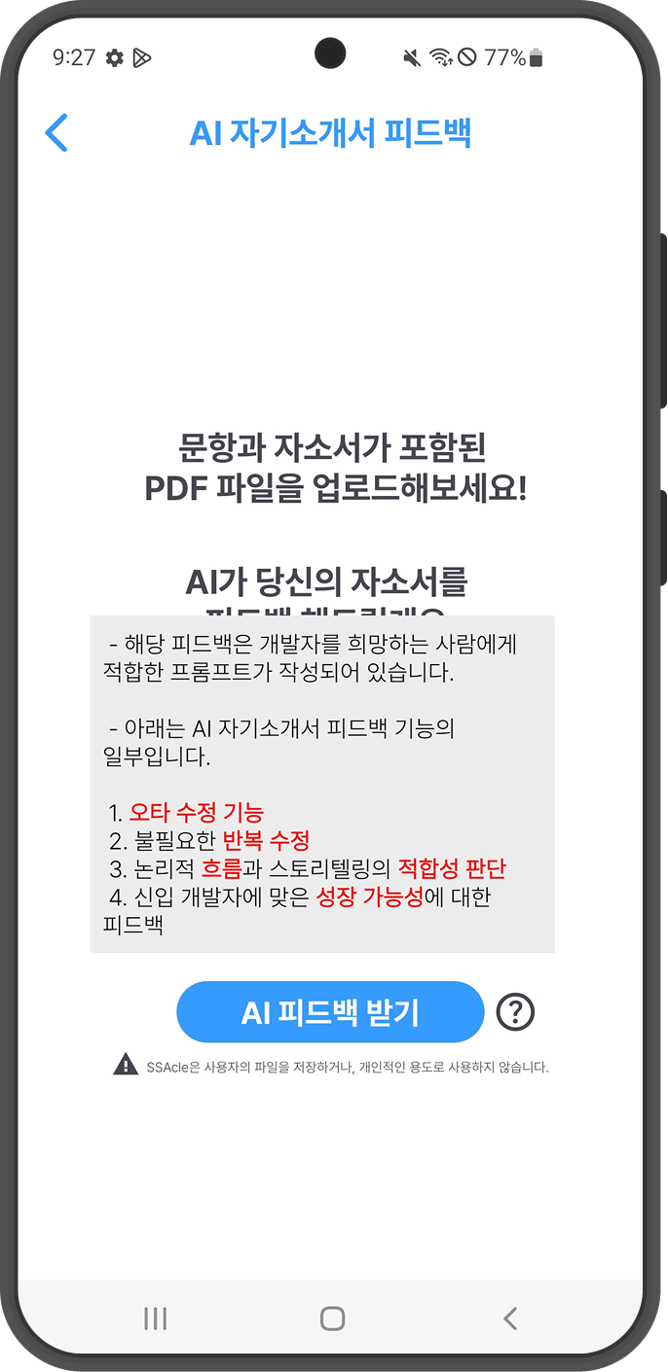 9:27
77%
AI 자기소개서 피드백
문항과 자소서가 포함된
PDF 파일을 업로드해보세요!
AI가 당신의 자소서를
- 해당 피드백은 개발자를 희망하는 사람에게
적합한 프롬프트가 작성되어 있습니다.
- 아래는 AI 자기소개서 피드백 기능의
일부입니다.
1. 오타 수정 기능
2. 불필요한 반복 수정
3. 논리적 흐름과 스토리텔링의 적합성 판단
4. 신입 개발자에 맞은 성장 가능성에 대한
피드백
AI 피드백 받기
SSAcle은 사용자의 파일을 저장하거나, 개인적인 용도로 사용하지 않습니다.